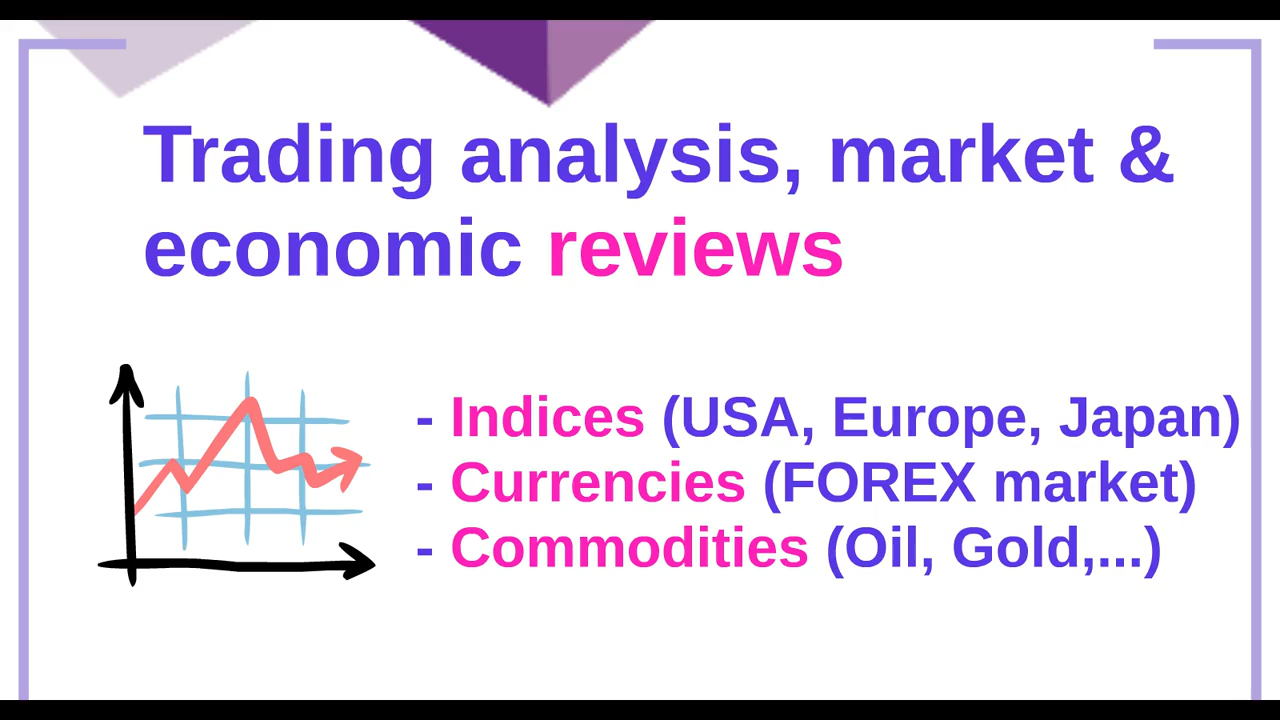 Trading analysis, market &
economic reviews
- Indices (USA, Europe, Japan)
- Currencies (FOREX market)
- Commodities (Oil, Gold,...)